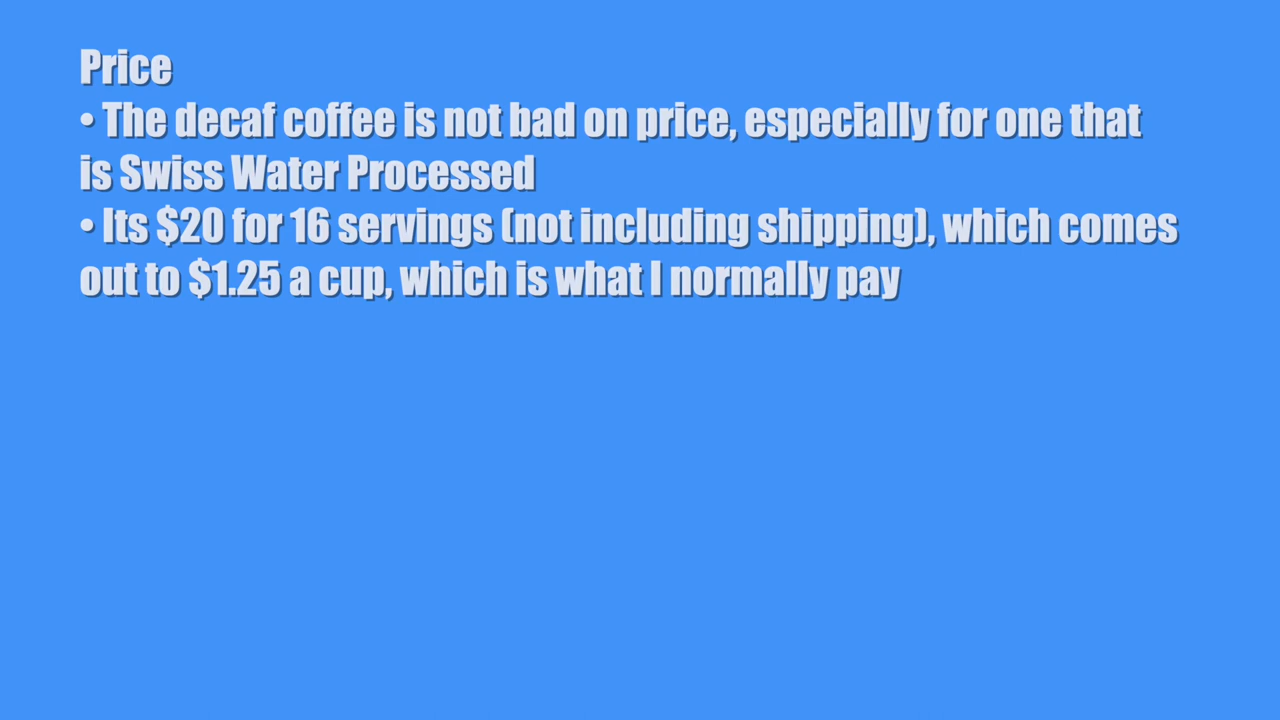 Price
• The decaf coffee is not bad on price, especially for one that
is Swiss Water Processed
• Its $20 for 16 servings (not including shipping), which comes
out to $1.25 a cup, which is what I normally pay